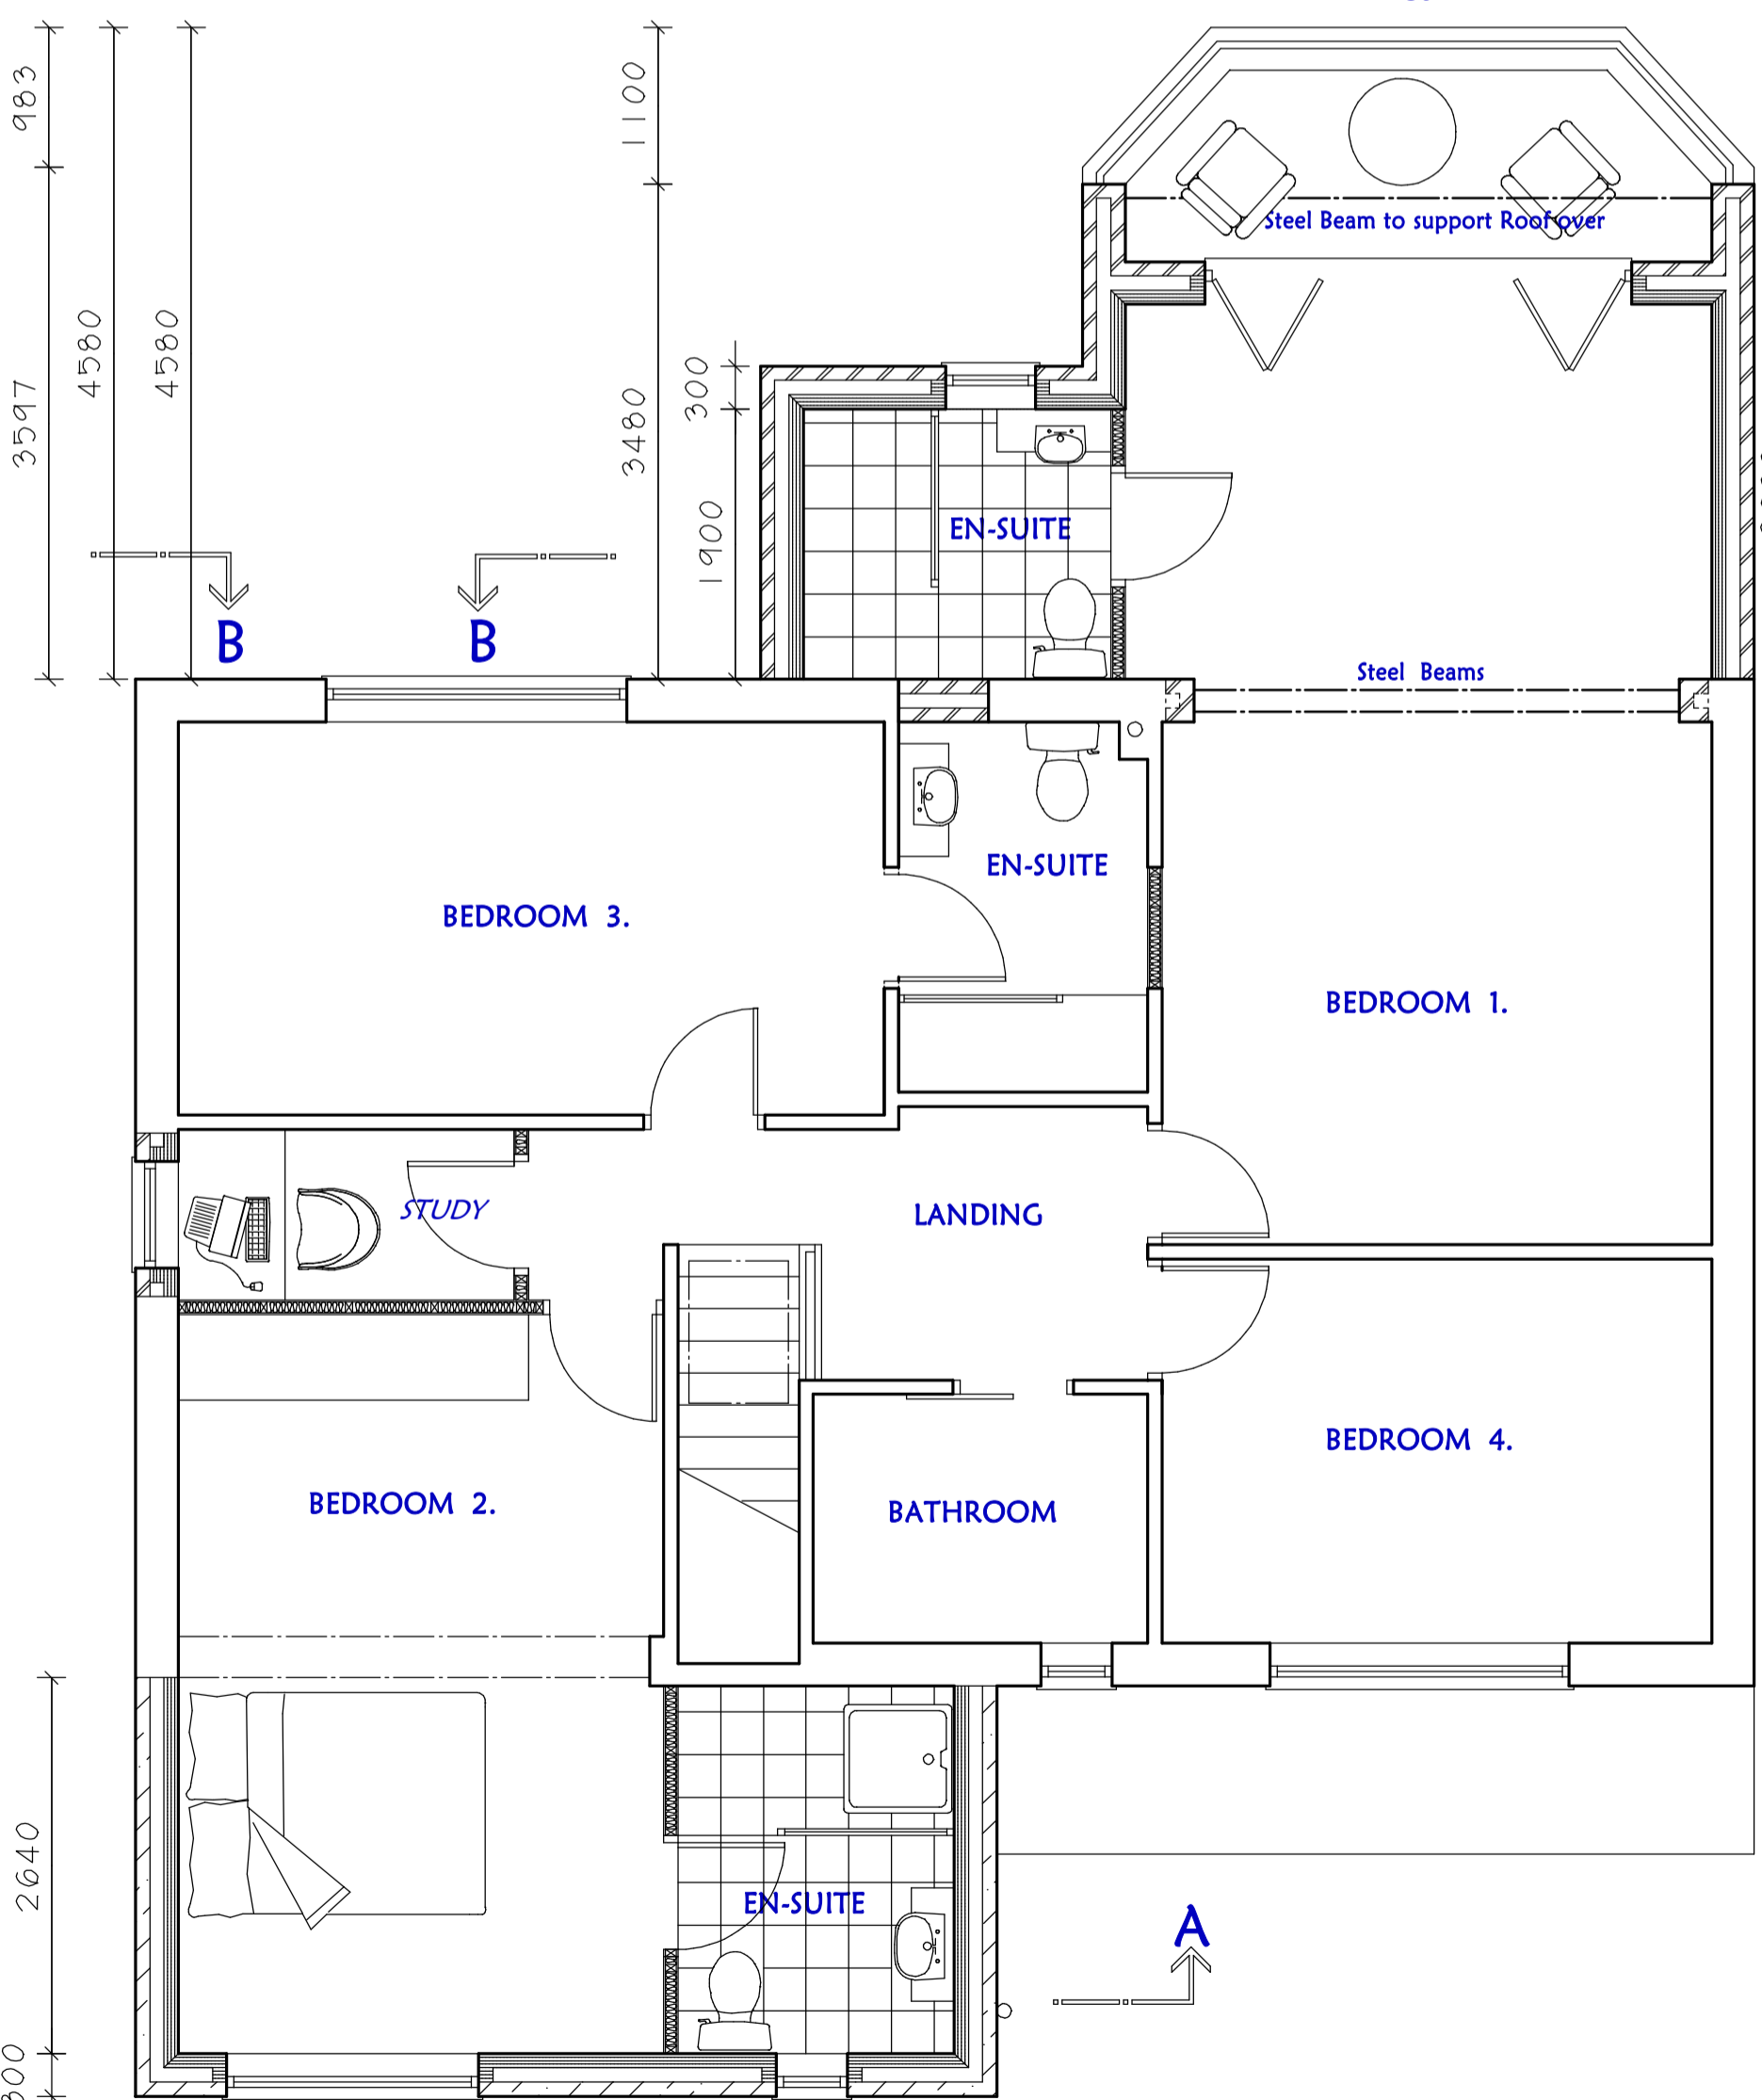 983
1100
Steel Beam to support Roof over
4580
4580
3597
3480
300
1900
EN-SUITE
B
B
Steel Beams
EN-SUITE
BEDROOM 3.
BEDROOM 1.
STUDY
LANDING
BEDROOM 4.
BEDROOM 2.
BATHROOM
2640
EN-SUITE
A
300